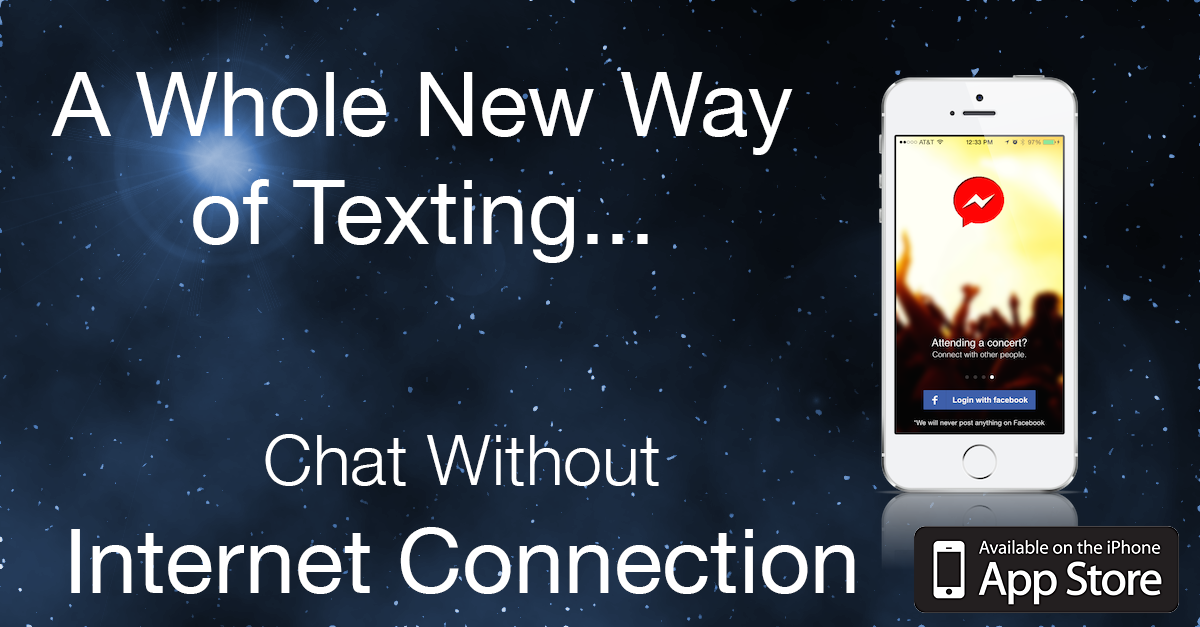 A Whole New Way
of Texting...
Chat Without
Internet Connection
AT&T 12:33 PM 97%
Attending a concert?
Connect with other people.
f Login with facebook
*We will never post anything on Facebook
Available on the iPhone
App Store